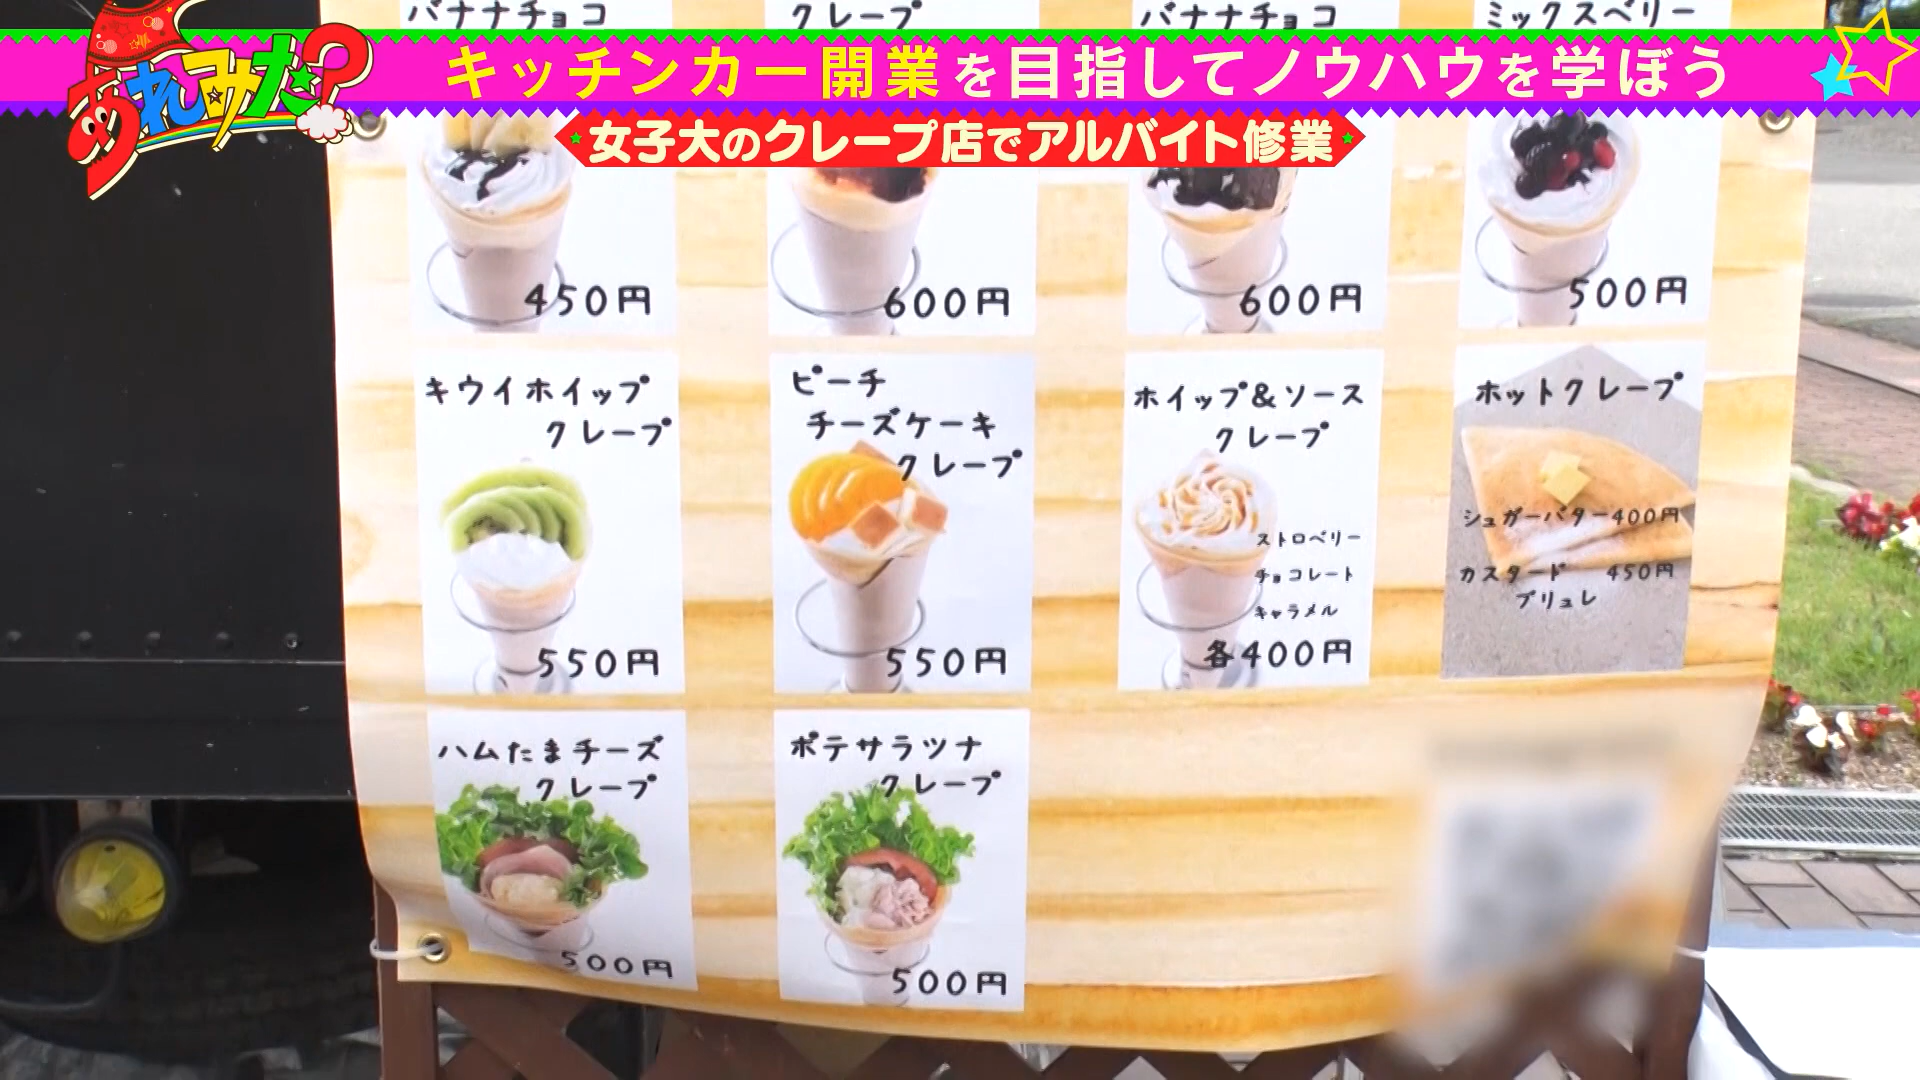 バナナチョコ
クレープ
バナナチョコ
ミックスベリー
あれみた?
キッチンカー開業を目指してノウハウを学ぼう
女子大のクレープ店でアルバイト修業
450円
600円
600円
500円
キウイホイップ
クレープ
550円
ピーチ
チーズケーキ
クレープ
550円
ホイップ&ソース
クレープ
ストロベリー
チョコレート
キャラメル
各400円
ホットクレープ
シュガーバター400円
カスタード 450円
ブリュレ
ハムたまチーズ
クレープ
500円
ポテサラツナ
クレープ
500円